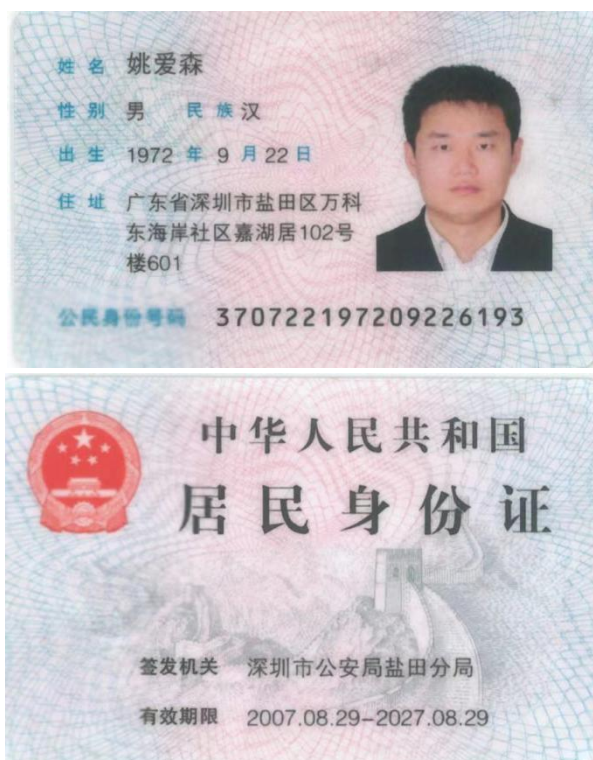 姓名 姚爱森
性别 男 民族 汉
出生 1972 年 9 月 22 日
住址 广东省深圳市盐田区万科
东海岸社区嘉湖居102号
楼601
公民身份号码 370722197209226193
中华人民共和国
居民身份证
签发机关 深圳市公安局盐田分局
有效期限 2007.08.29-2027.08.29